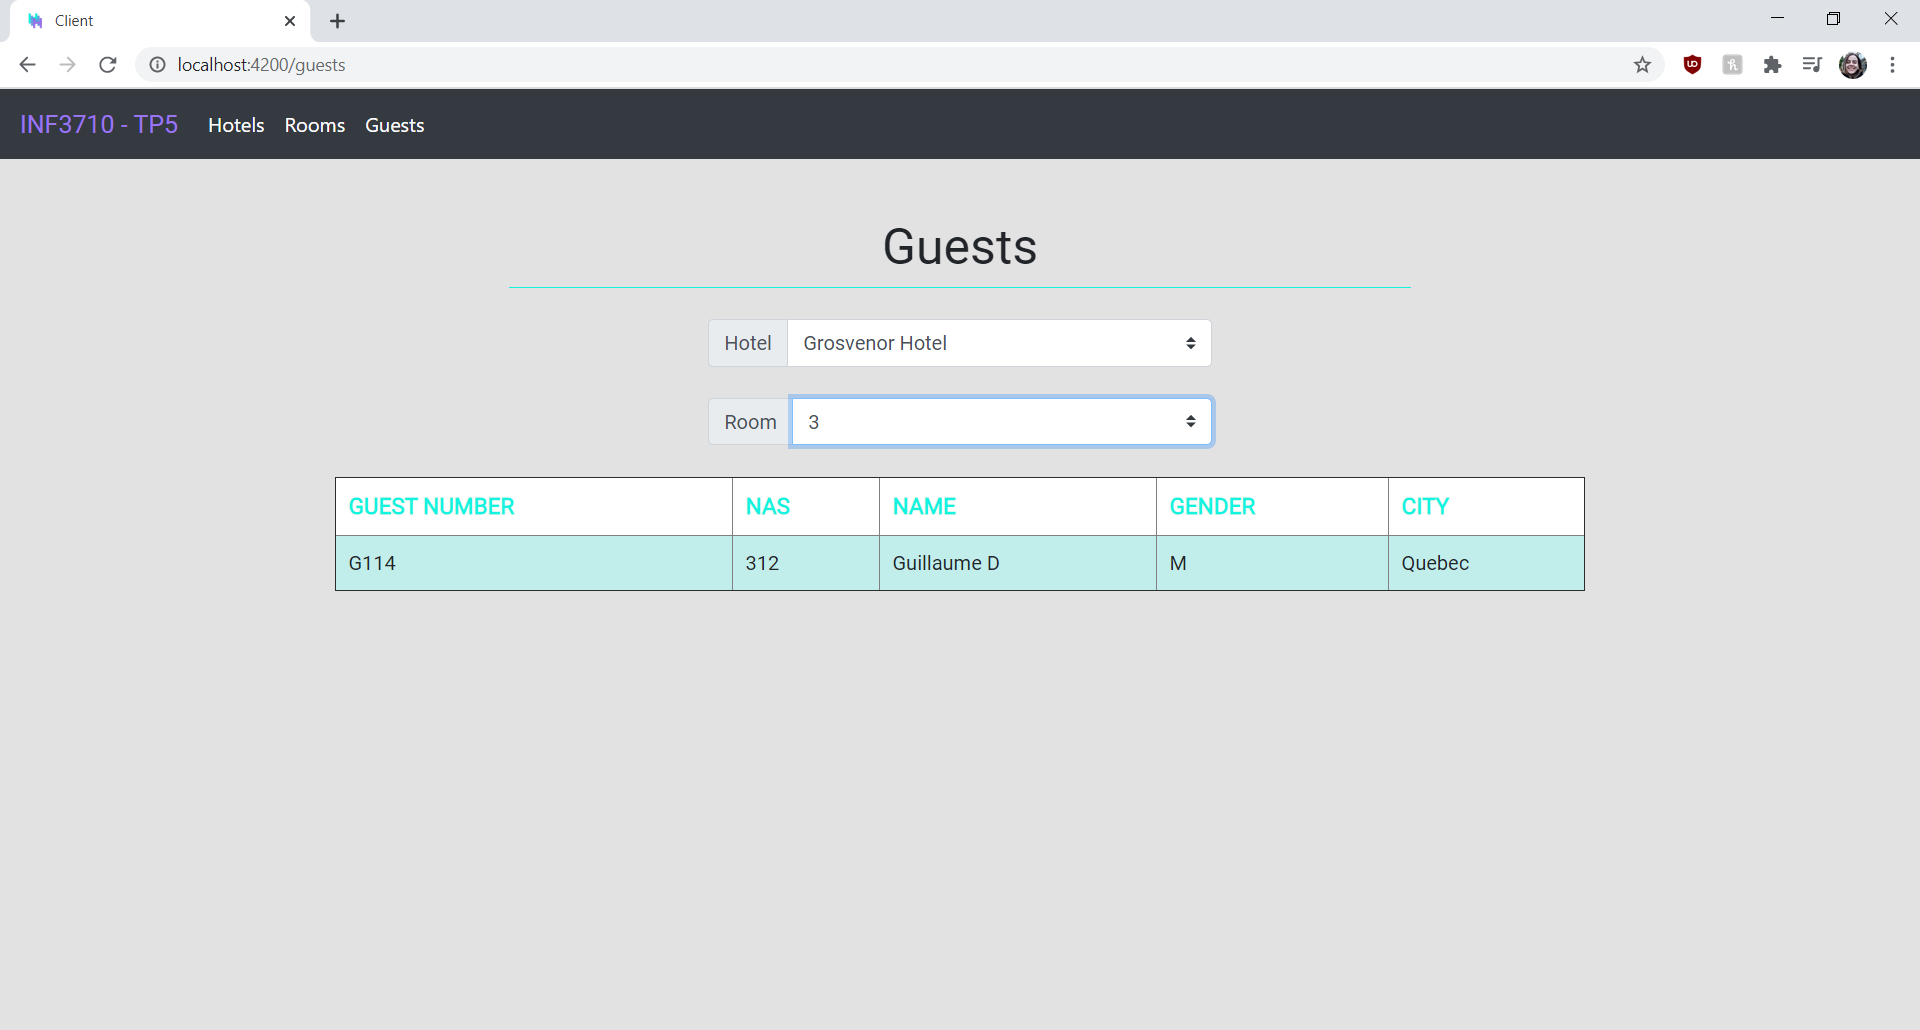 Client
localhost:4200/guests
INF3710 - TP5 Hotels Rooms Guests
Guests
Hotel Grosvenor Hotel
Room 3
GUEST NUMBER NAS NAME GENDER CITY
G114 312 Guillaume D M Quebec